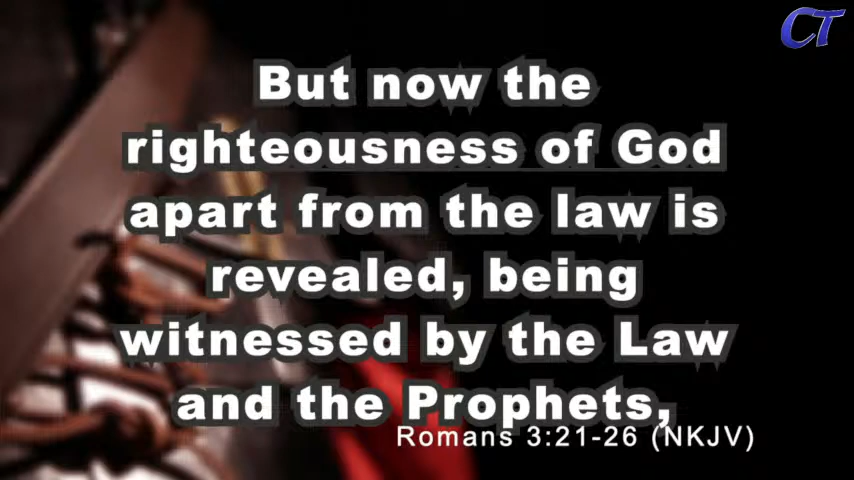 CT
But now the
righteousness of God
apart from the law is
revealed, being
witnessed by the Law
and the Prophets,
Romans 3:21-26 (NKJV)